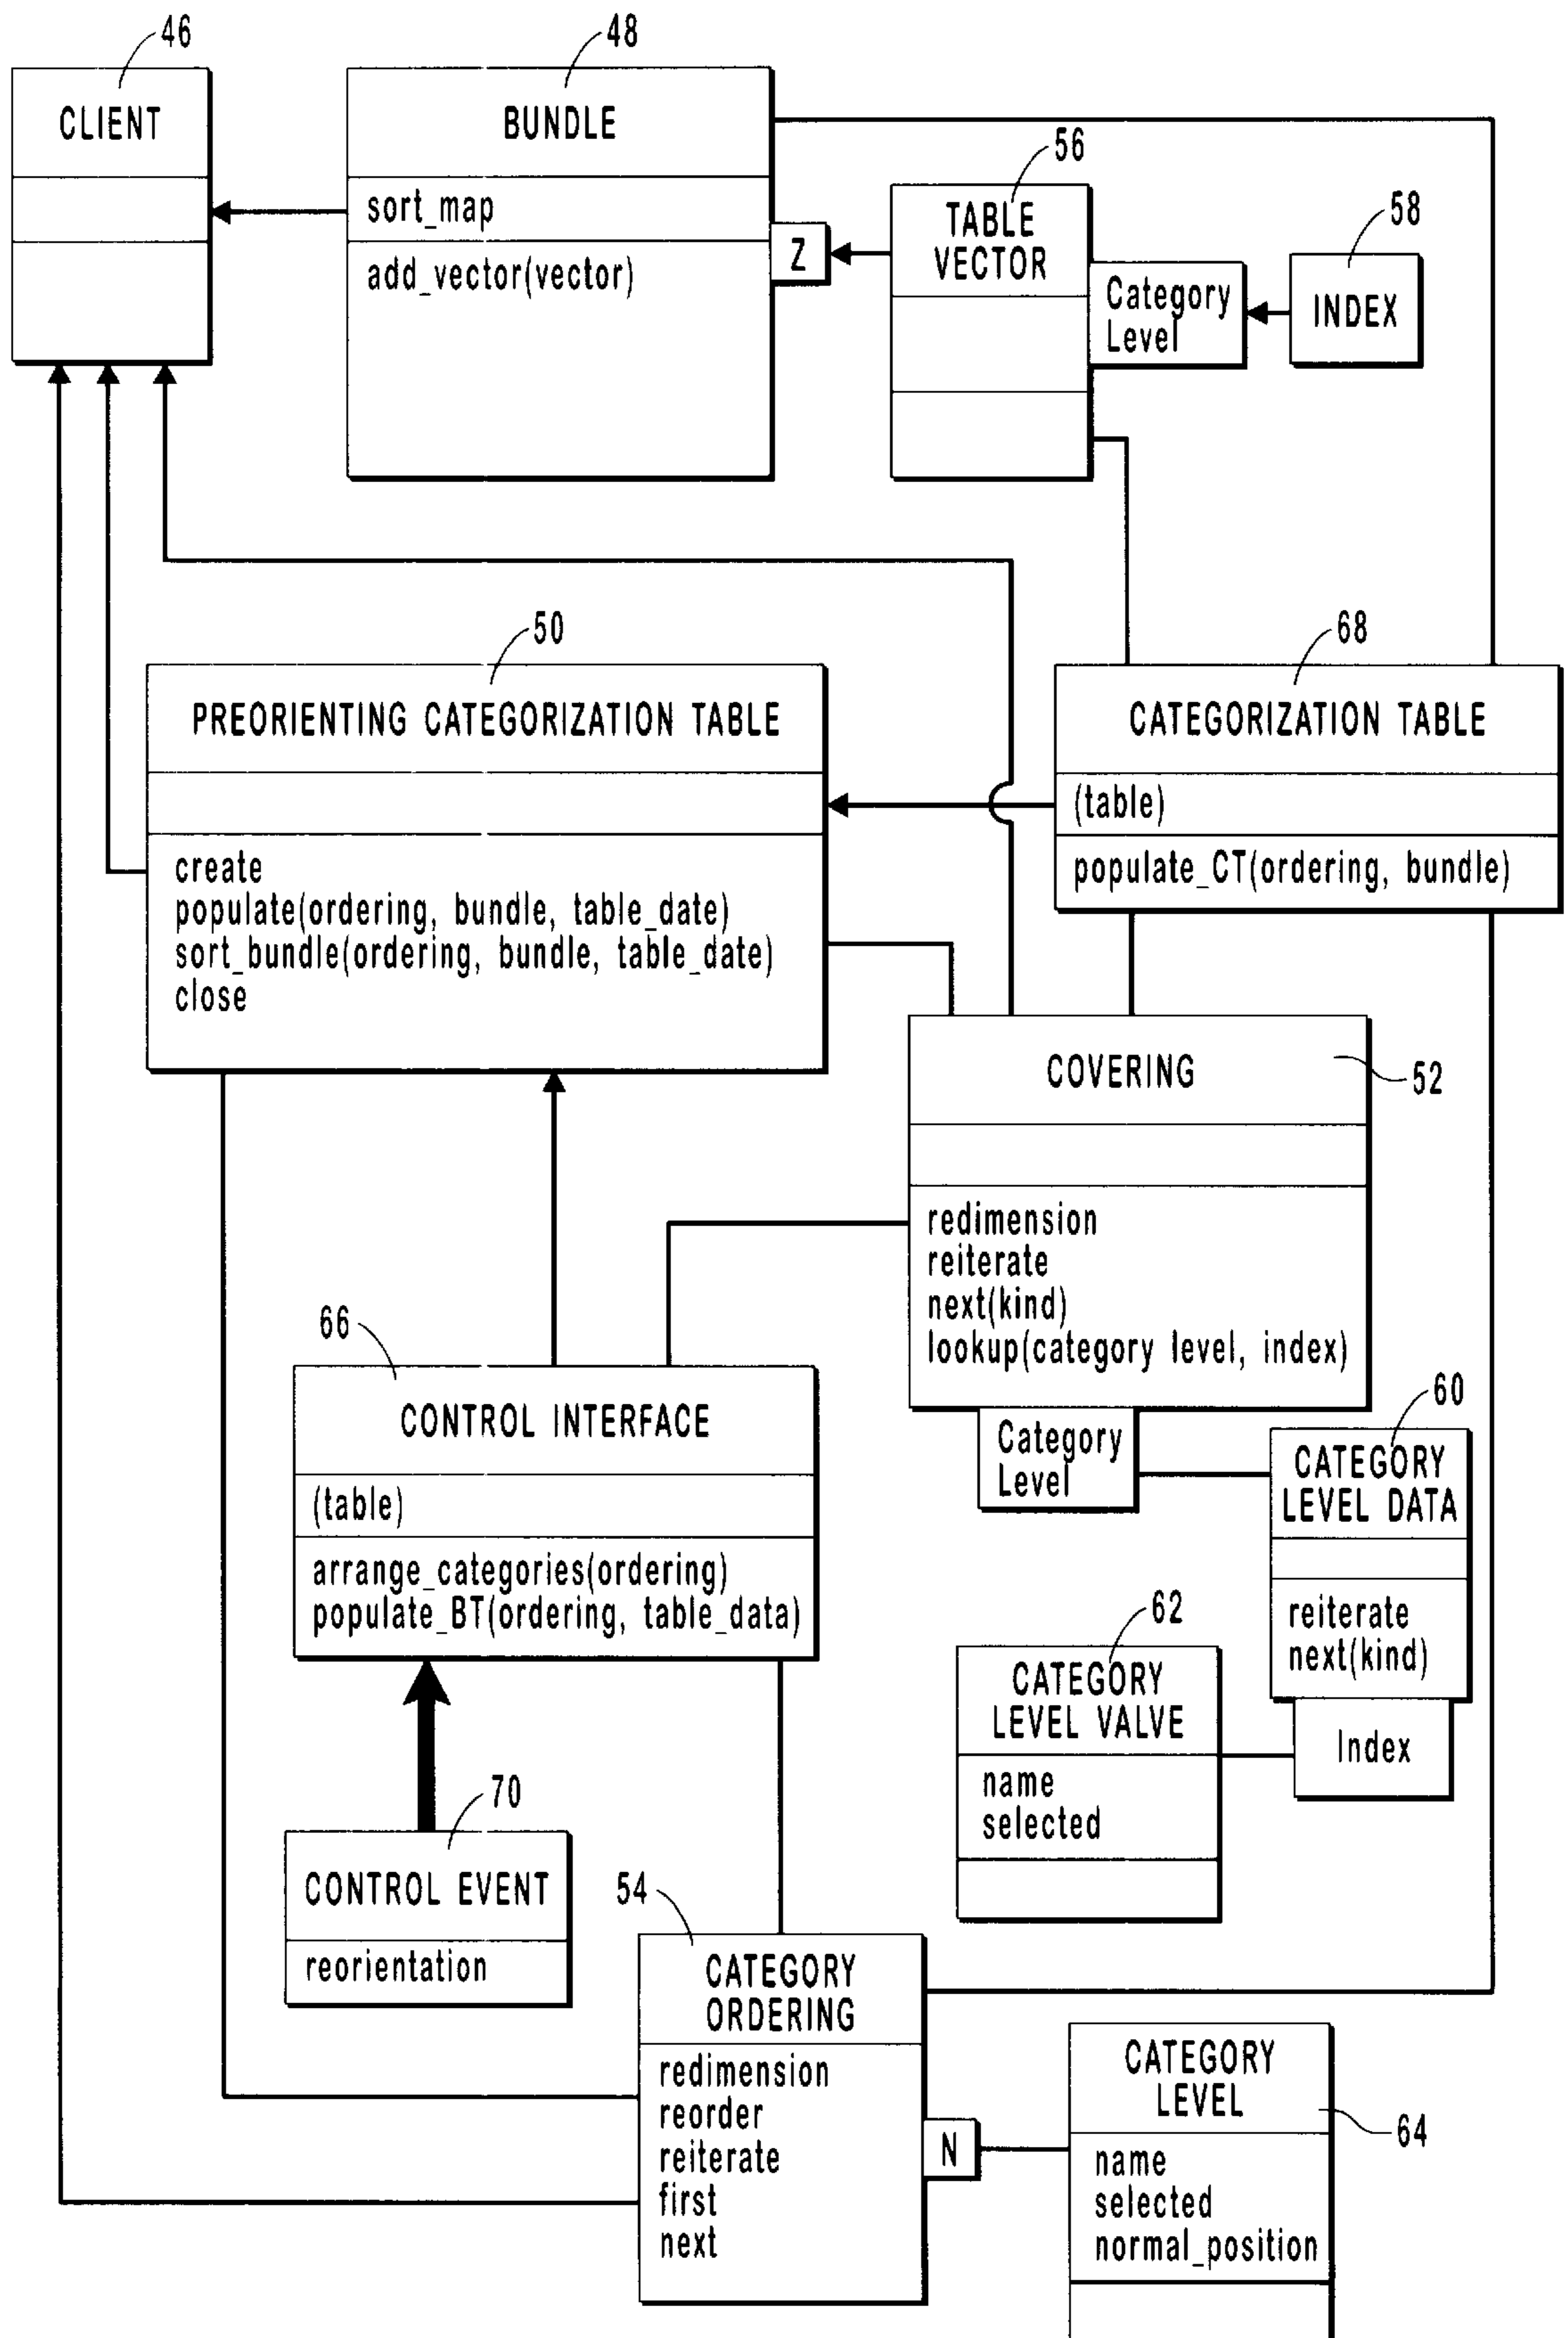 46
CLIENT
48
BUNDLE
sort_map
add_vector(vector)
Z
56
TABLE
VECTOR
Category
Level
58
INDEX
50
PREORIENTING CATEGORIZATION TABLE
create
populate(ordering, bundle, table_date)
sort_bundle(ordering, bundle, table_date)
close
68
CATEGORIZATION TABLE
(table)
populate_CT(ordering, bundle)
COVERING
52
redimension
reiterate
next(kind)
lookup(category level, index)
Category
Level
66
CONTROL INTERFACE
(table)
arrange_categories(ordering)
populate_BT(ordering, table_data)
60
CATEGORY
LEVEL DATA
reiterate
next(kind)
Index
62
CATEGORY
LEVEL VALVE
name
selected
70
CONTROL EVENT
reorientation
54
CATEGORY
ORDERING
redimension
reorder
reiterate
first
next
N
CATEGORY
LEVEL
64
name
selected
normal_position